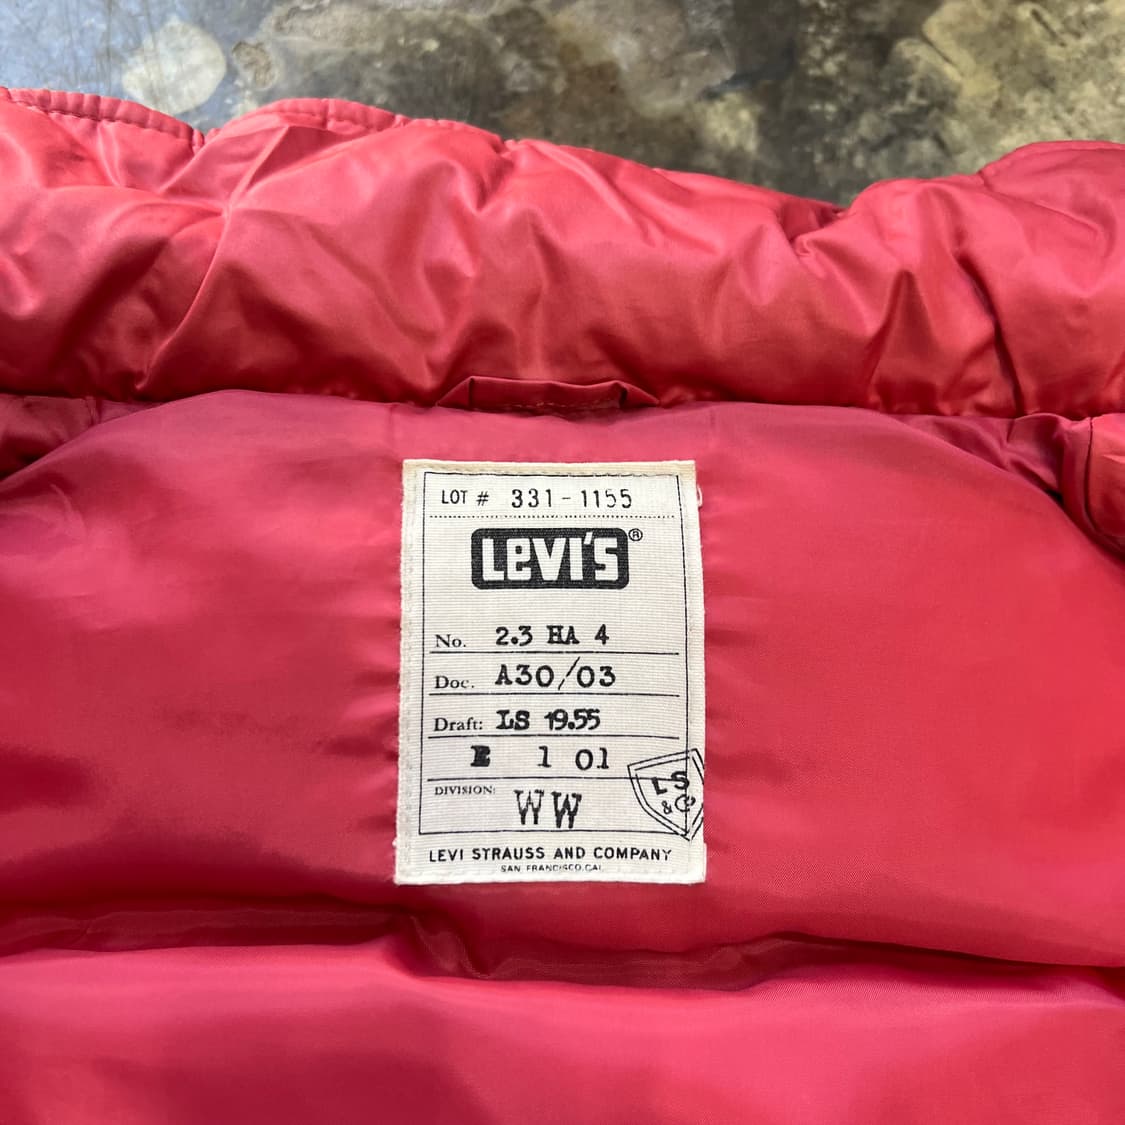 LOT # 331-1155
LEVI'S®
No. 2.3 HA 4
Doc. A30/03
Draft: LS 19.55
E 1 01
DIVISION: WW
LS
& Co
LEVI STRAUSS AND COMPANY
SAN FRANCISCO, CAL.